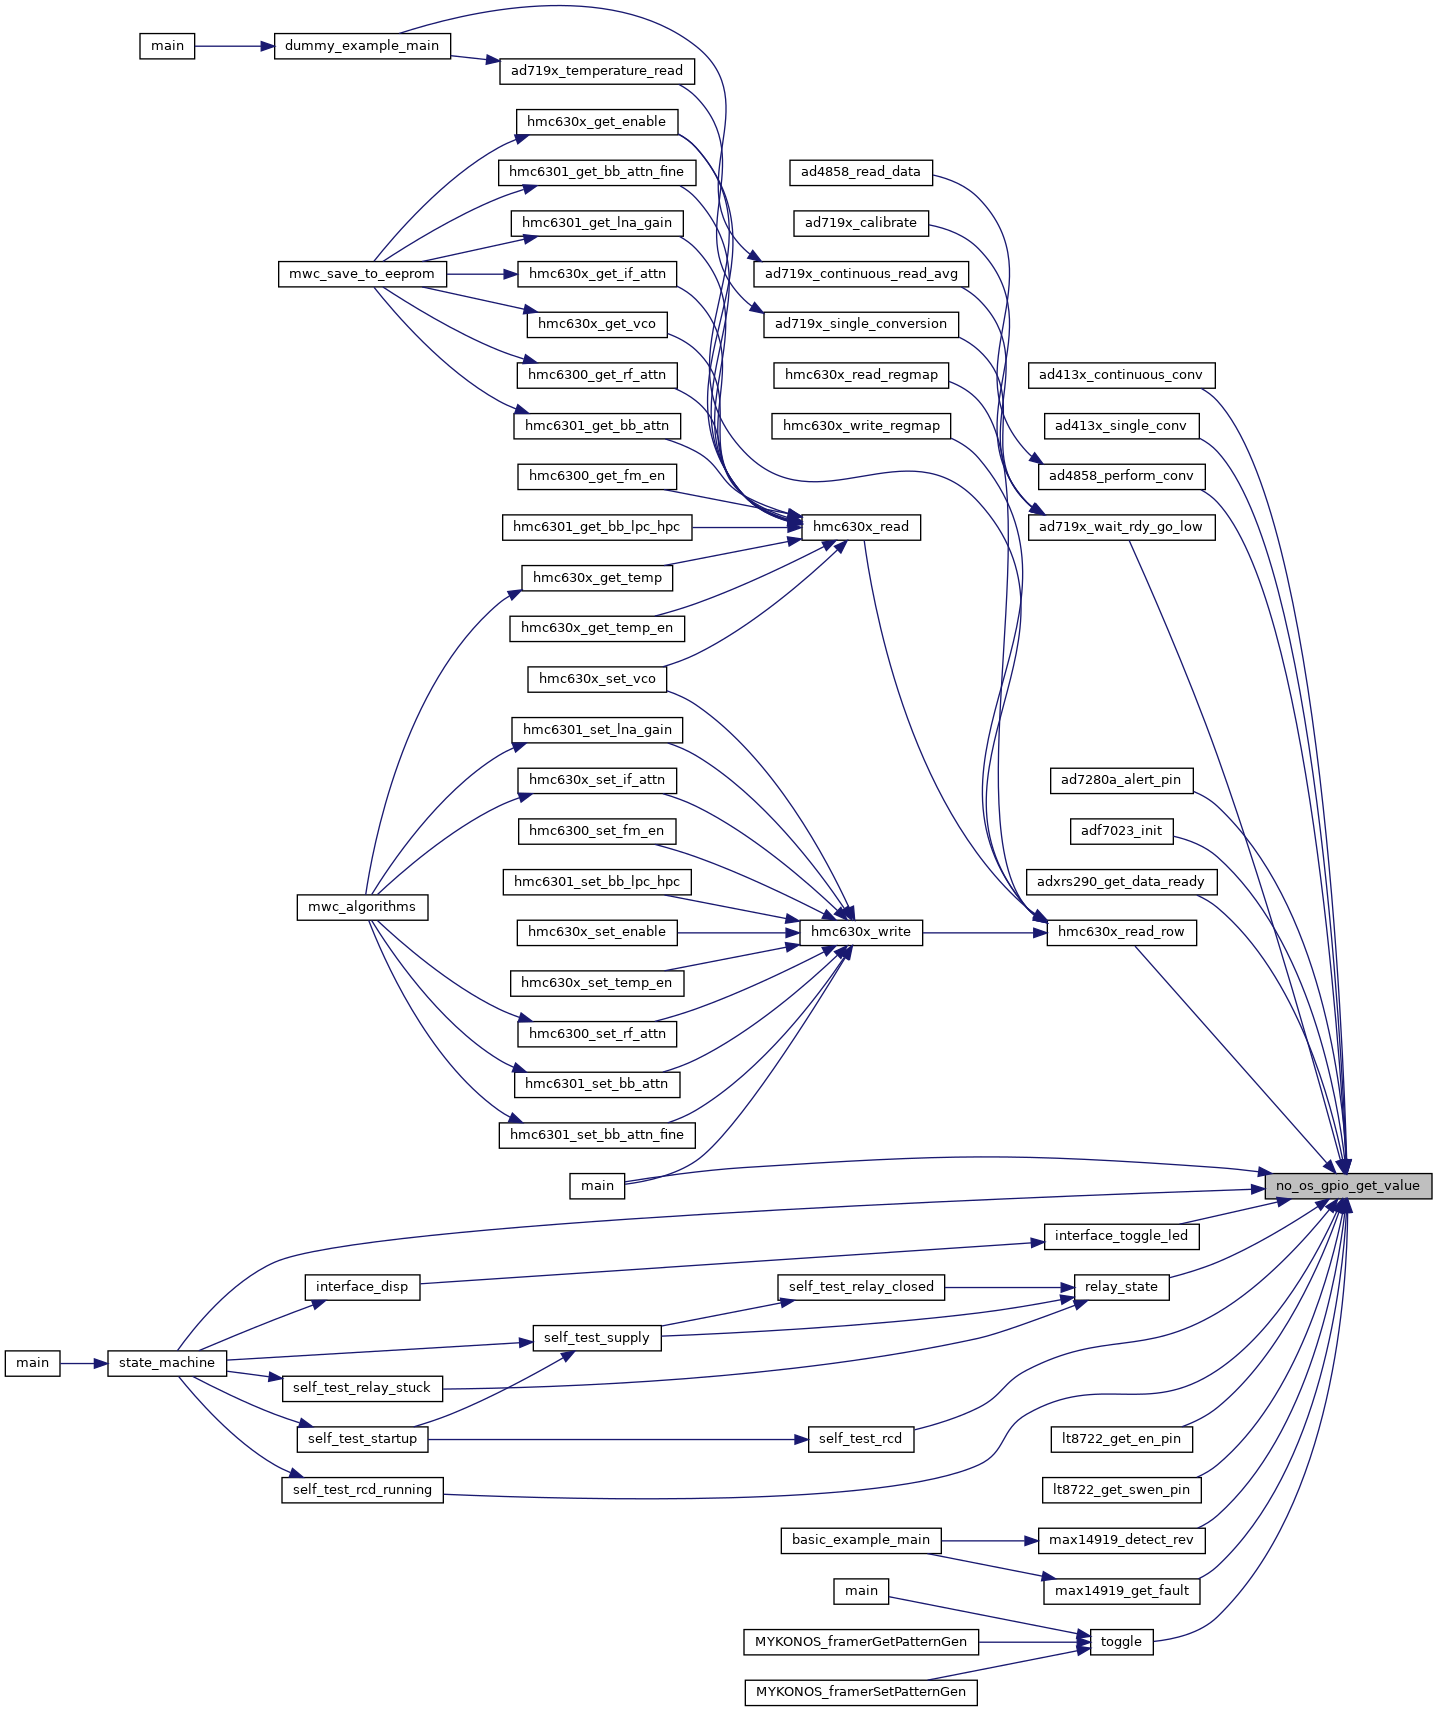 main
dummy_example_main
ad719x_temperature_read
hmc630x_get_enable
hmc6301_get_bb_attn_fine
hmc6301_get_lna_gain
mwc_save_to_eeprom
hmc630x_get_if_attn
hmc630x_get_vco
hmc6300_get_rf_attn
hmc6301_get_bb_attn
hmc6300_get_fm_en
hmc6301_get_bb_lpc_hpc
hmc630x_get_temp
hmc630x_get_temp_en
hmc630x_set_vco
hmc6301_set_lna_gain
hmc630x_set_if_attn
hmc6300_set_fm_en
hmc6301_set_bb_lpc_hpc
mwc_algorithms
hmc630x_set_enable
hmc630x_set_temp_en
hmc6300_set_rf_attn
hmc6301_set_bb_attn
hmc6301_set_bb_attn_fine
main
ad4858_read_data
ad719x_calibrate
ad719x_continuous_read_avg
ad719x_single_conversion
hmc630x_read_regmap
hmc630x_write_regmap
hmc630x_read
hmc630x_write
ad413x_continuous_conv
ad413x_single_conv
ad4858_perform_conv
ad719x_wait_rdy_go_low
ad7280a_alert_pin
adf7023_init
adxrs290_get_data_ready
hmc630x_read_row
no_os_gpio_get_value
interface_toggle_led
interface_disp
self_test_relay_closed
relay_state
self_test_supply
main
state_machine
self_test_relay_stuck
self_test_startup
self_test_rcd
self_test_rcd_running
lt8722_get_en_pin
lt8722_get_swen_pin
basic_example_main
max14919_detect_rev
max14919_get_fault
main
MYKONOS_framerGetPatternGen
toggle
MYKONOS_framerSetPatternGen